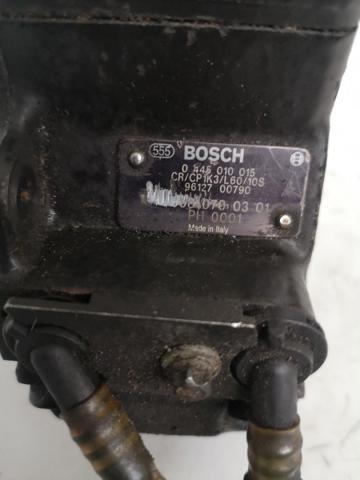 555 BOSCH
0 445 010 015
CR/CP1K3/L60/10S
96127 00790
070 03 01
PH 0001
Made in Italy